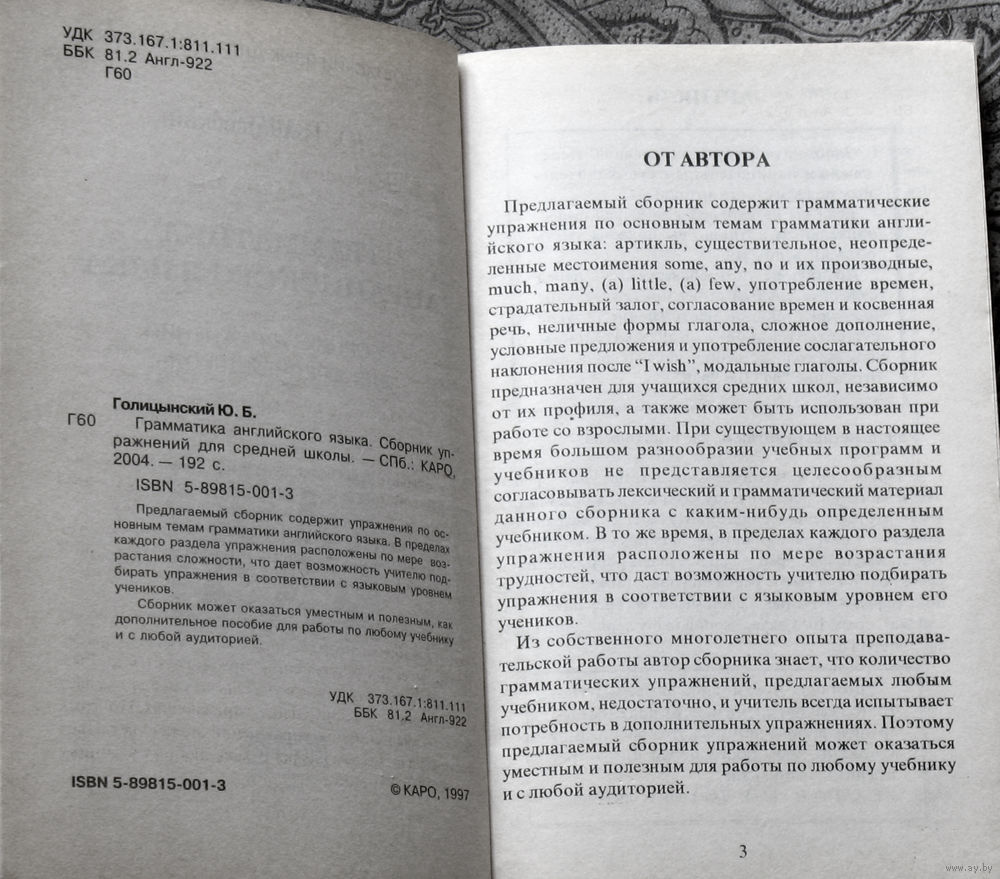 УДК 373.167.1:811.111
ББК 81.2 Англ-922
Г60
Голицынский Ю. Б.
Г60 Грамматика английского языка. Сборник уп-
ражнений для средней школы. — СПб.: КАРО,
2004. — 192 с.
ISBN 5-89815-001-3
Предлагаемый сборник содержит упражнения по ос-
новным темам грамматики английского языка. В пределах
каждого раздела упражнения расположены по мере воз-
растания сложности, что дает возможность учителю под-
бирать упражнения в соответствии с языковым уровнем
учеников.
Сборник может оказаться уместным и полезным, как
дополнительное пособие для работы по любому учебнику
и с любой аудиторией.
УДК 373.167.1:811.111
ББК 81.2 Англ-922
ISBN 5-89815-001-3
© КАРО, 1997
ОТ АВТОРА
Предлагаемый сборник содержит грамматические
упражнения по основным темам грамматики англи-
йского языка: артикль, существительное, неопреде-
ленные местоимения some, any, no и их производные,
much, many, (a) little, (a) few, употребление времен,
страдательный залог, согласование времен и косвенная
речь, неличные формы глагола, сложное дополнение,
условные предложения и употребление сослагательного
наклонения после “I wish”, модальные глаголы. Сборник
предназначен для учащихся средних школ, независимо
от их профиля, а также может быть использован при
работе со взрослыми. При существующем в настоящее
время большом разнообразии учебных программ и
учебников не представляется целесообразным
согласовывать лексический и грамматический материал
данного сборника с каким-нибудь определенным
учебником. В то же время, в пределах каждого раздела
упражнения расположены по мере возрастания
трудностей, что даст возможность учителю подбирать
упражнения в соответствии с языковым уровнем его
учеников.
Из собственного многолетнего опыта преподава-
тельской работы автор сборника знает, что количество
грамматических упражнений, предлагаемых любым
учебником, недостаточно, и учитель всегда испытывает
потребность в дополнительных упражнениях. Поэтому
предлагаемый сборник упражнений может оказаться
уместным и полезным для работы по любому учебнику
и с любой аудиторией.
3
www.ay.by